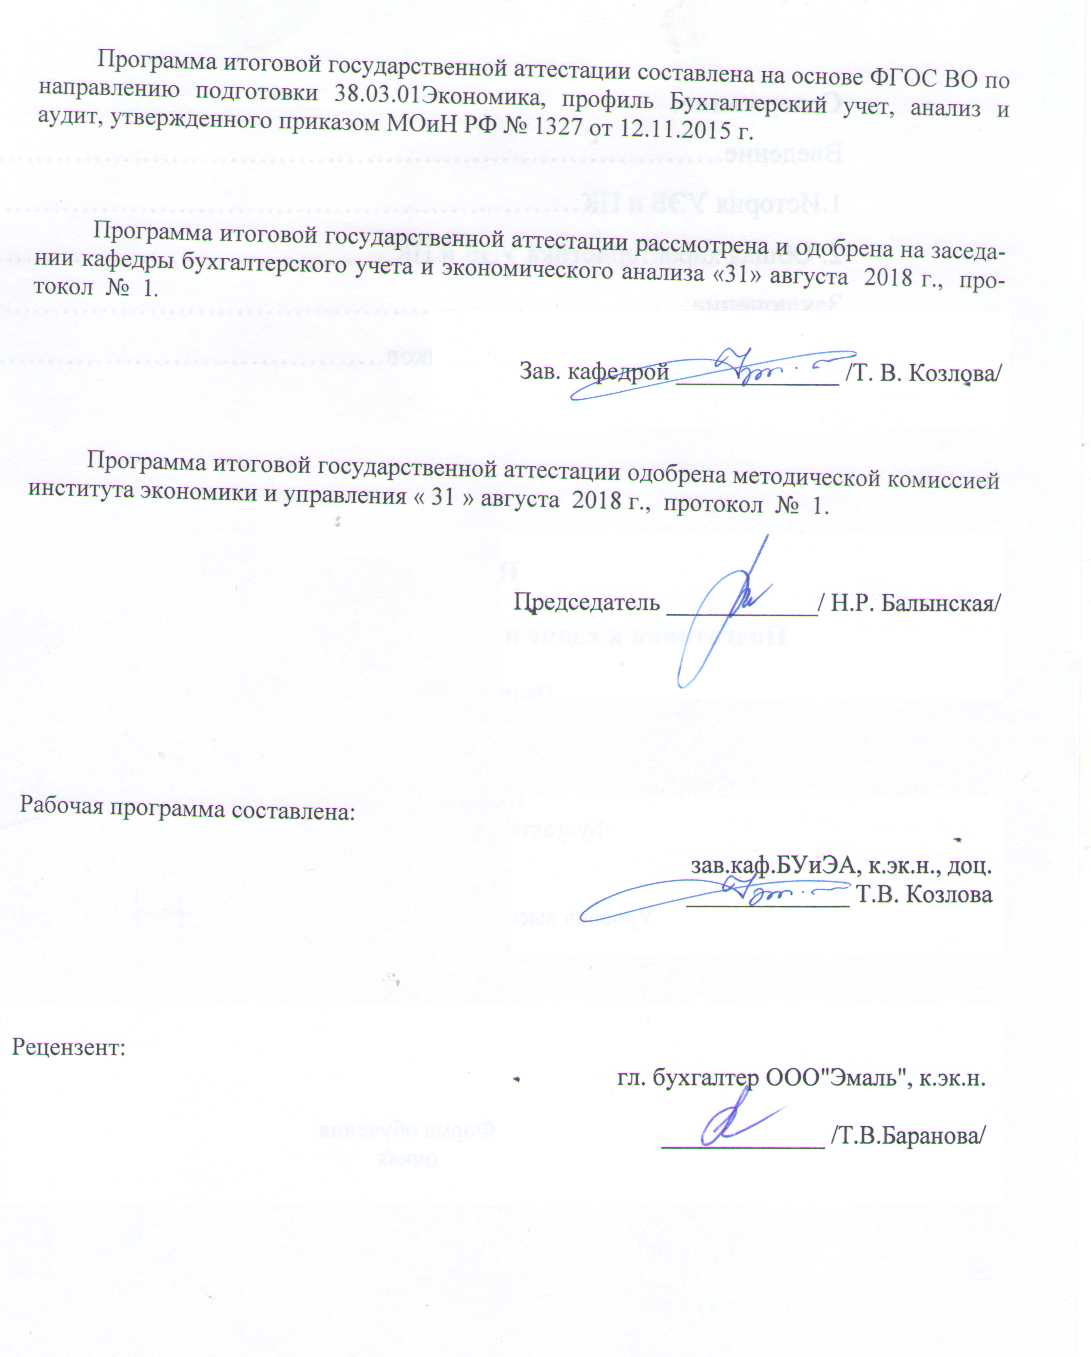 Программа итоговой государственной аттестации составлена на основе ФГОС ВО по
направлению подготовки 38.03.01Экономика, профиль Бухгалтерский учет, анализ и
аудит, утвержденного приказом МОиН РФ № 1327 от 12.11.2015 г.
Программа итоговой государственной аттестации рассмотрена и одобрена на заседа-
нии кафедры бухгалтерского учета и экономического анализа «31» августа 2018 г., про-
токол № 1.
Зав. кафедрой _____________ /Т. В. Козлова/
Программа итоговой государственной аттестации одобрена методической комиссией
института экономики и управления « 31 » августа 2018 г., протокол № 1.
Председатель ____________/ Н.Р. Балынская/
Рабочая программа составлена:
зав.каф.БУиЭА, к.эк.н., доц.
_____________ Т.В. Козлова
Рецензент:
гл. бухгалтер ООО"Эмаль", к.эк.н.
_____________ /Т.В.Баранова/